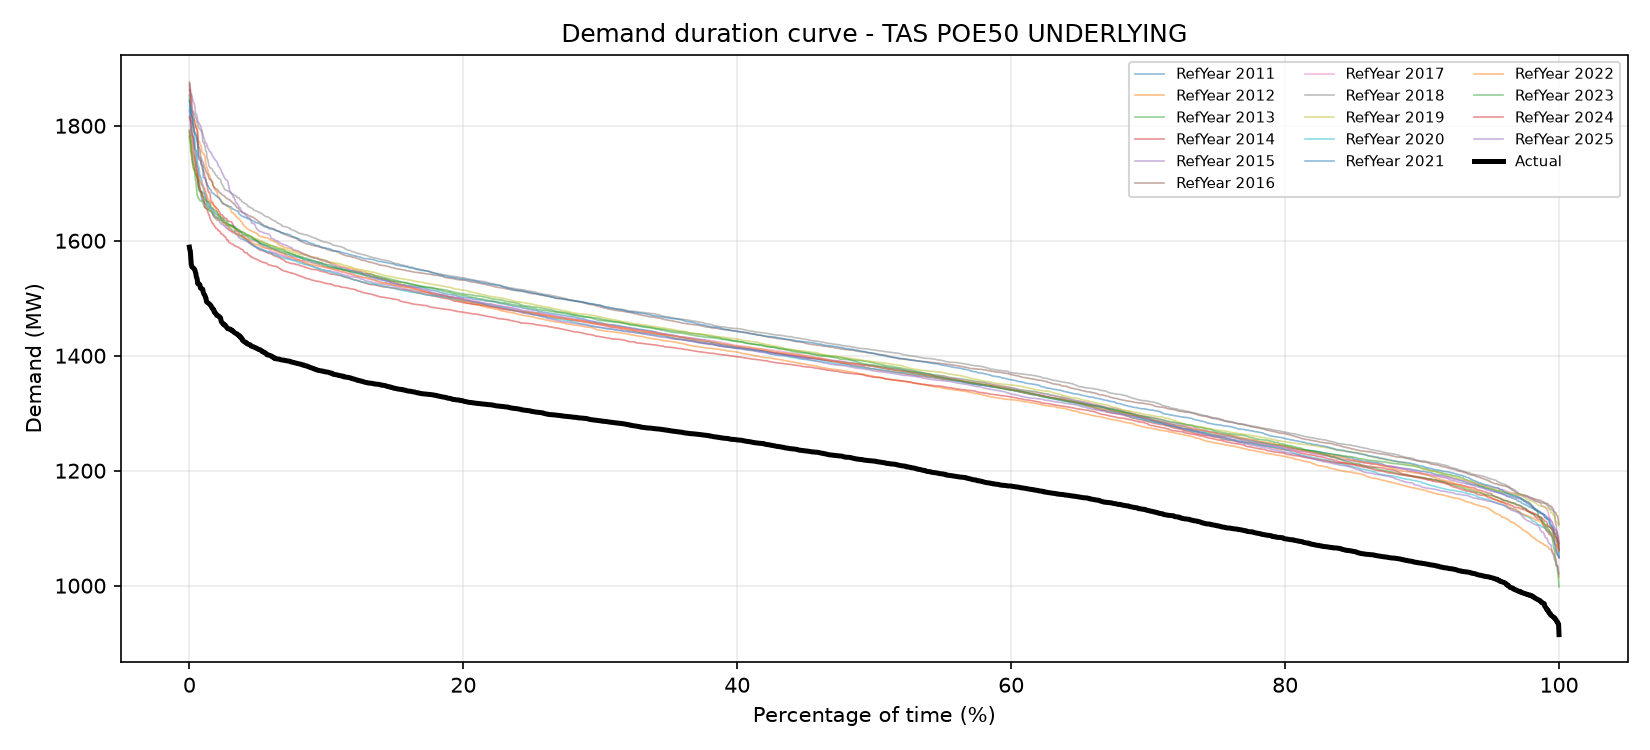 Demand duration curve - TAS POE50 UNDERLYING
Demand (MW)
1800
1600
1400
1200
1000
RefYear 2011
RefYear 2012
RefYear 2013
RefYear 2014
RefYear 2015
RefYear 2016
RefYear 2017
RefYear 2018
RefYear 2019
RefYear 2020
RefYear 2021
RefYear 2022
RefYear 2023
RefYear 2024
RefYear 2025
Actual
0 20 40 60 80 100
Percentage of time (%)